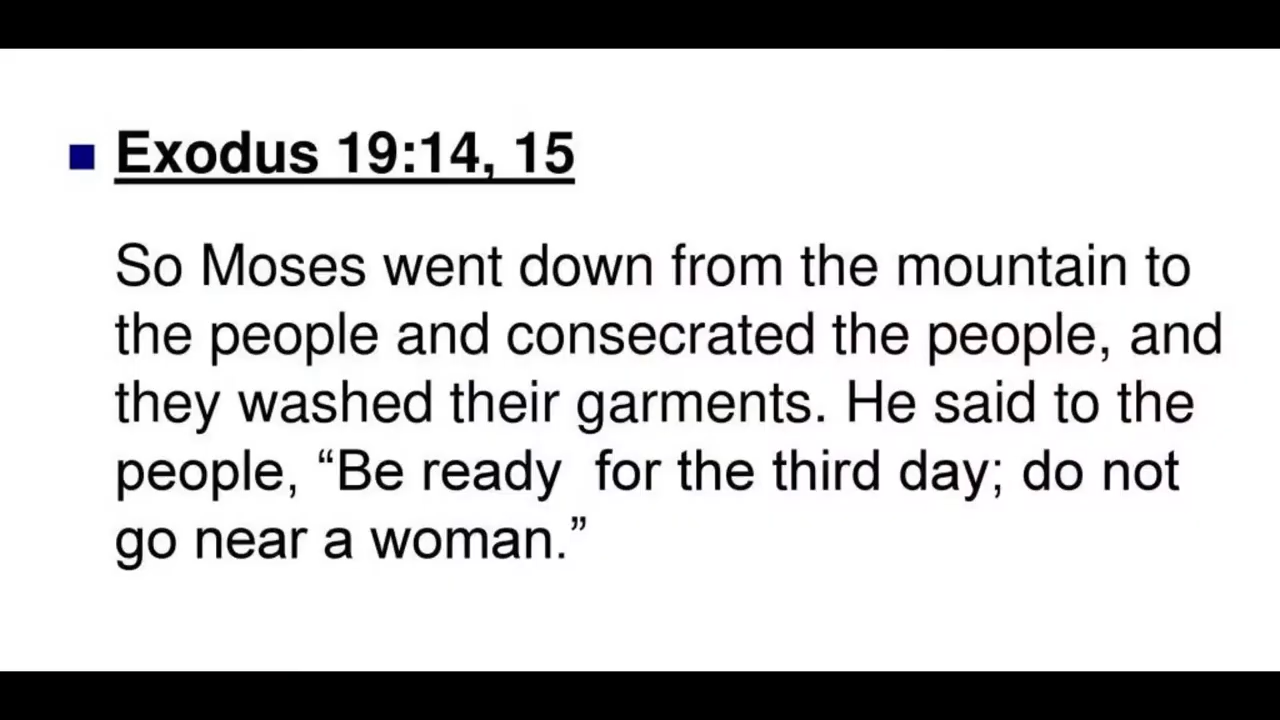 Exodus 19:14, 15
So Moses went down from the mountain to
the people and consecrated the people, and
they washed their garments. He said to the
people, “Be ready  for the third day; do not
go near a woman.”